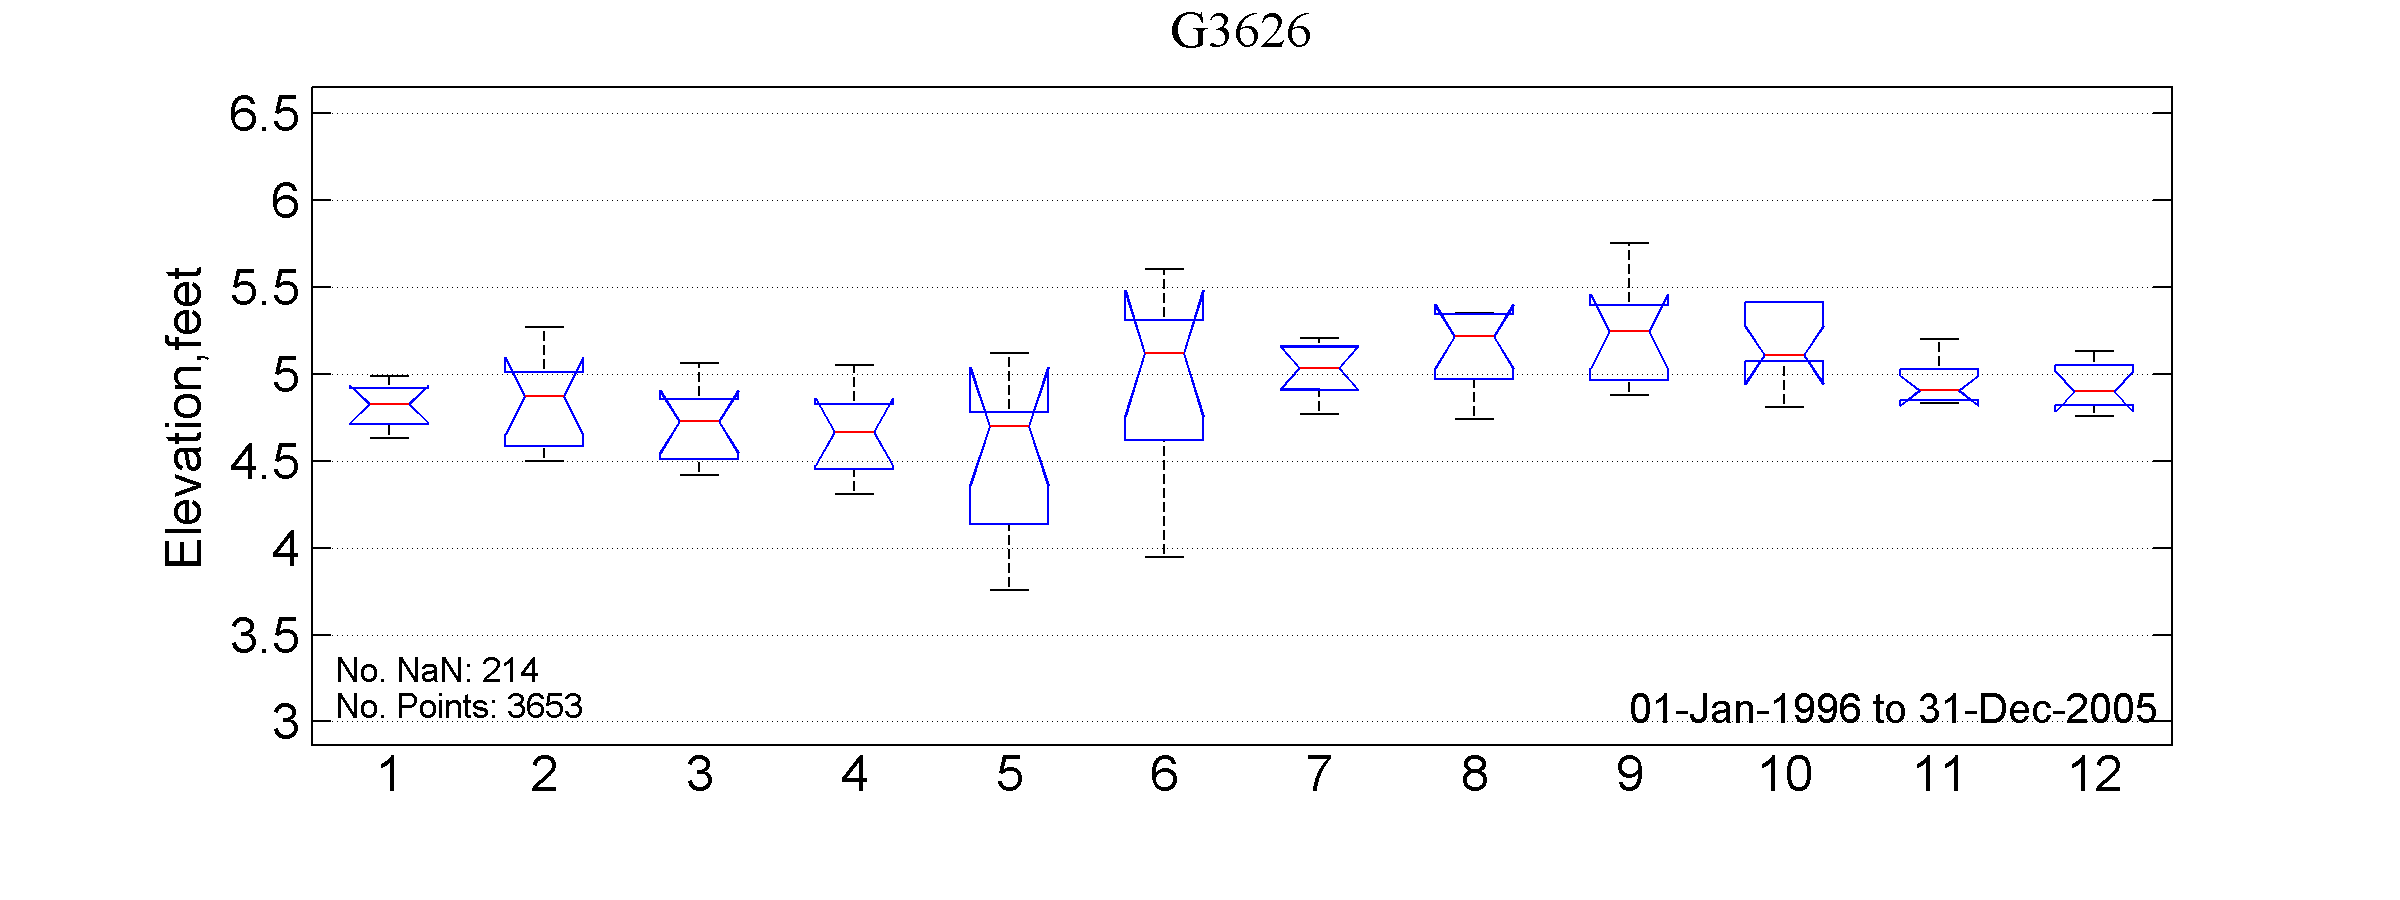 G3626
6.5
6
5.5
5
4.5
4
3.5
3
Elevation,feet
No. NaN: 214
No. Points: 3653
01-Jan-1996 to 31-Dec-2005
1 2 3 4 5 6 7 8 9 10 11 12